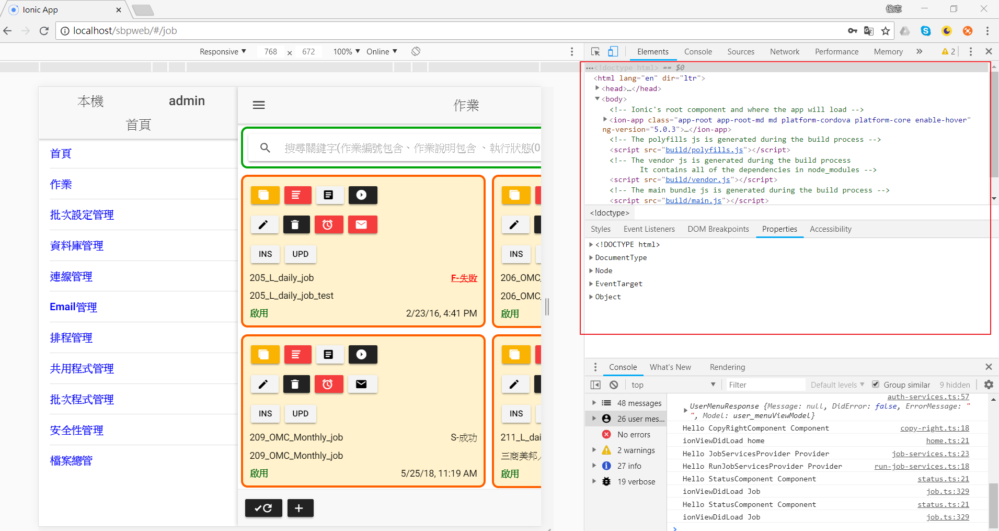 Ionic App
俊志
localhost/sbpweb/#/job
Responsive ▼ 768 × 672 100% ▼ Online ▼
Elements Console Sources Network Performance Memory » 2
本機 admin
首頁
首頁
作業
批次設定管理
資料庫管理
連線管理
Email管理
排程管理
共用程式管理
批次程式管理
安全性管理
檔案總管
作業
搜尋關鍵字(作業編號包含、作業說明包含 、執行狀態(0
INS UPD
205_L_daily_job F-失敗
205_L_daily_job_test
啟用 2/23/16, 4:41 PM
INS
206_OMC_
206_OMC_
啟用
INS UPD
209_OMC_Monthly_job S-成功
209_OMC_Monthly_job
啟用 5/25/18, 11:19 AM
INS
211_L_dai
三商美邦人
啟用
…<!doctype html> == $0
<html lang="en" dir="ltr">
<head>…</head>
<body>
<!-- Ionic's root component and where the app will load -->
<ion-app class="app-root app-root-md md platform-cordova platform-core enable-hover"
ng-version="5.0.3">…</ion-app>
<!-- The polyfills js is generated during the build process -->
<script src="build/polyfills.js"></script>
<!-- The vendor js is generated during the build process
It contains all of the dependencies in node_modules -->
<script src="build/vendor.js"></script>
<!-- The main bundle js is generated during the build process -->
<script src="build/main.js"></script>
<!doctype>
Styles Event Listeners DOM Breakpoints Properties Accessibility
<!DOCTYPE html>
DocumentType
Node
EventTarget
Object
Console What's New Rendering
top ▼ Filter Default levels ▼ Group similar 9 hidden
48 messages
26 user mes...
No errors
2 warnings
27 info
19 verbose
auth-services.ts:57
UserMenuResponse {Message: null, DidError: false, ErrorMessage: "
", Model: user_menuViewModel}
Hello CopyRightComponent Component copy-right.ts:18
ionViewDidLoad home home.ts:21
Hello JobServicesProvider Provider job-services.ts:23
Hello RunJobServicesProvider Provider run-job-services.ts:18
Hello StatusComponent Component status.ts:21
ionViewDidLoad Job job.ts:329
Hello StatusComponent Component status.ts:21
ionViewDidLoad Job job.ts:329